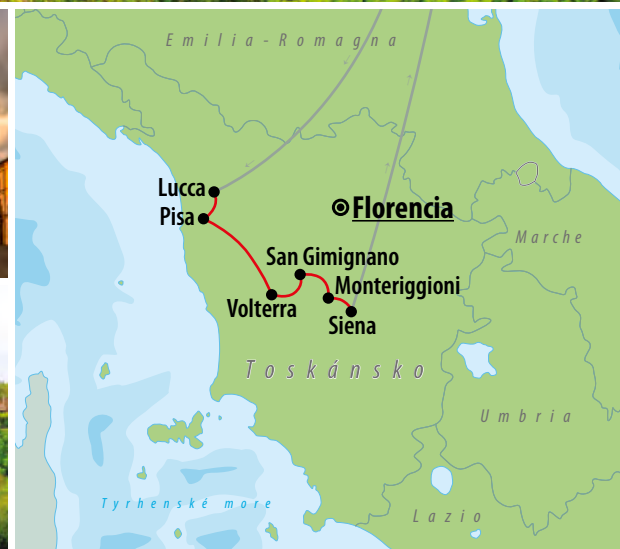 Emilia-Romagna
Lucca
Pisa
Florencia
Marche
San Gimignano
Monteriggioni
Volterra
Siena
Toskánsko
Umbria
Tyrhenské more
Lazio